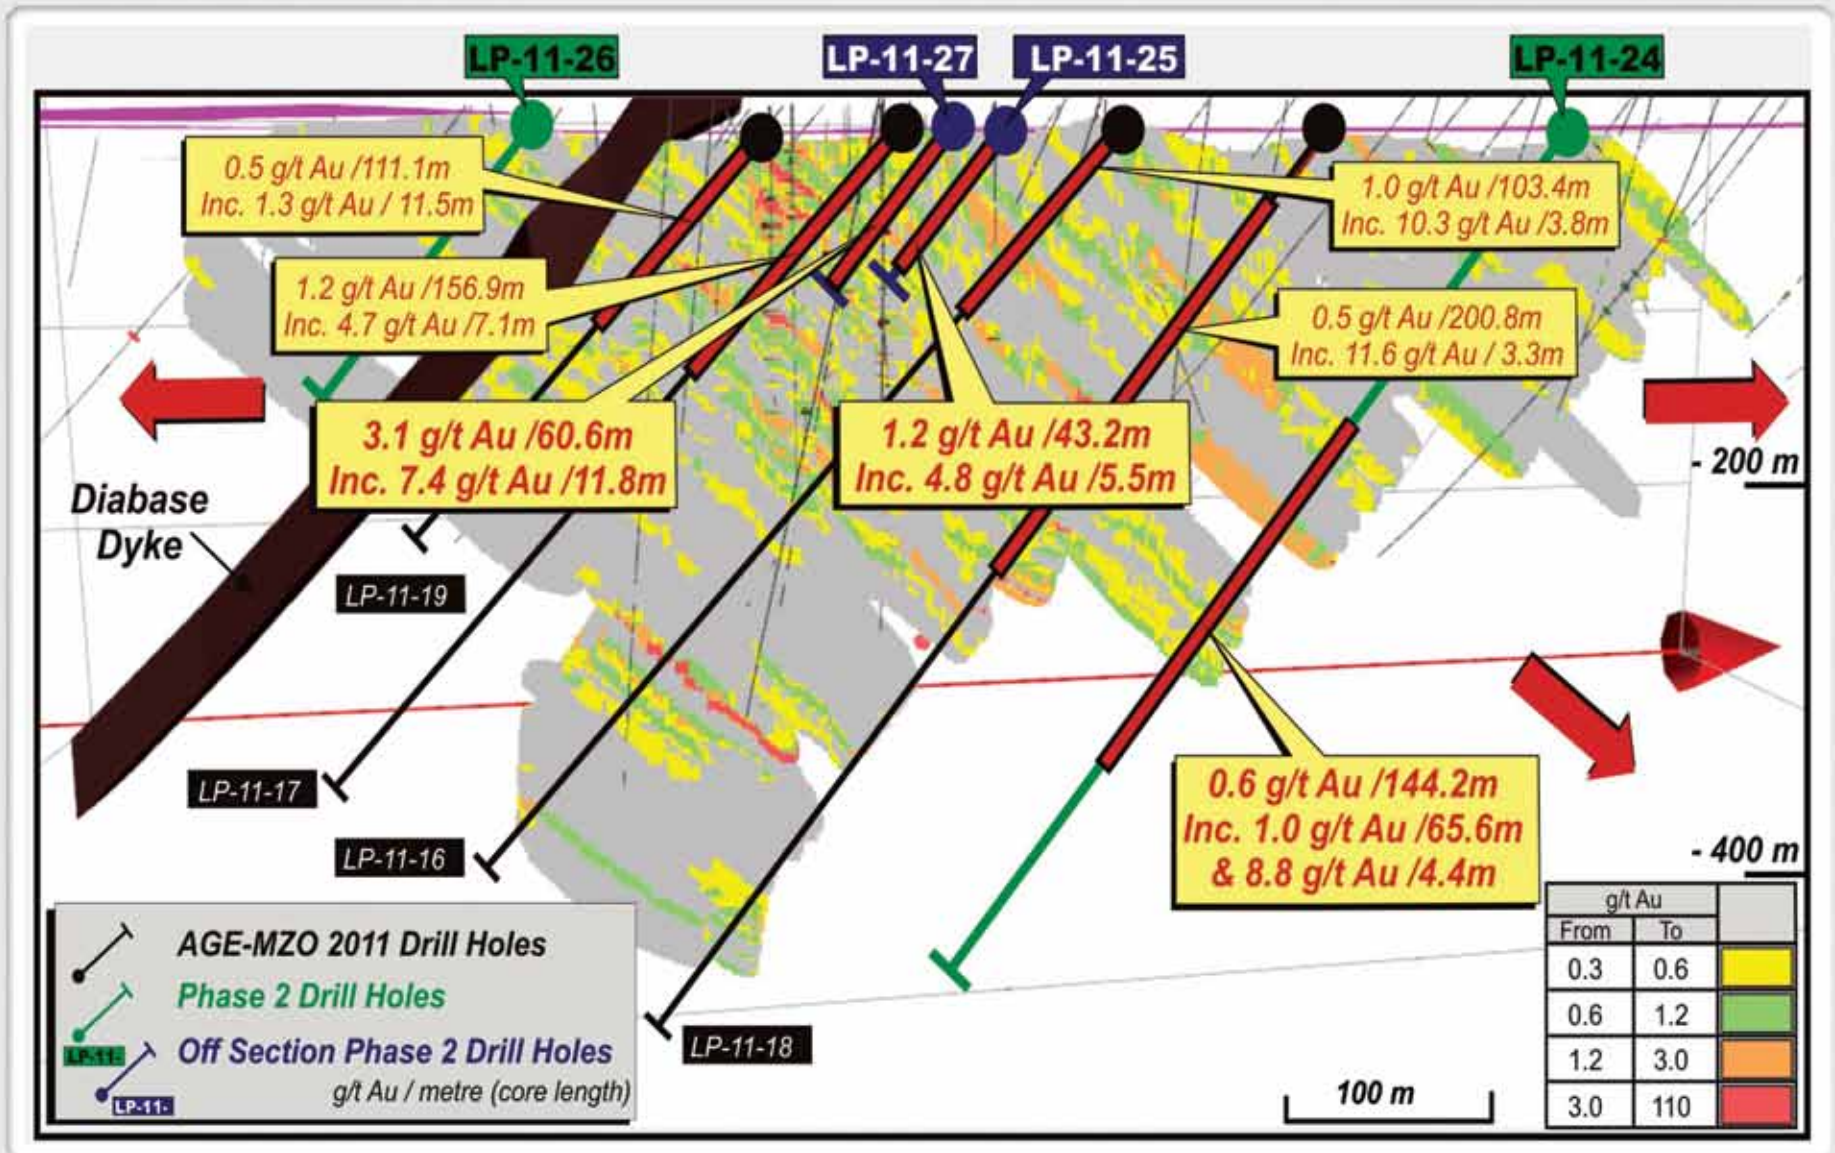 LP-11-26
LP-11-27
LP-11-25
LP-11-24
0.5 g/t Au /111.1m
Inc. 1.3 g/t Au / 11.5m
1.0 g/t Au /103.4m
Inc. 10.3 g/t Au /3.8m
1.2 g/t Au /156.9m
Inc. 4.7 g/t Au /7.1m
0.5 g/t Au /200.8m
Inc. 11.6 g/t Au / 3.3m
3.1 g/t Au /60.6m
Inc. 7.4 g/t Au /11.8m
1.2 g/t Au /43.2m
Inc. 4.8 g/t Au /5.5m
- 200 m
Diabase
Dyke
LP-11-19
LP-11-17
LP-11-16
0.6 g/t Au /144.2m
Inc. 1.0 g/t Au /65.6m
& 8.8 g/t Au /4.4m
- 400 m
LP-11-18
AGE-MZO 2011 Drill Holes
Phase 2 Drill Holes
LP-11-
Off Section Phase 2 Drill Holes
LP-11-
g/t Au / metre (core length)
100 m
g/t Au
From To
0.3 0.6
0.6 1.2
1.2 3.0
3.0 110